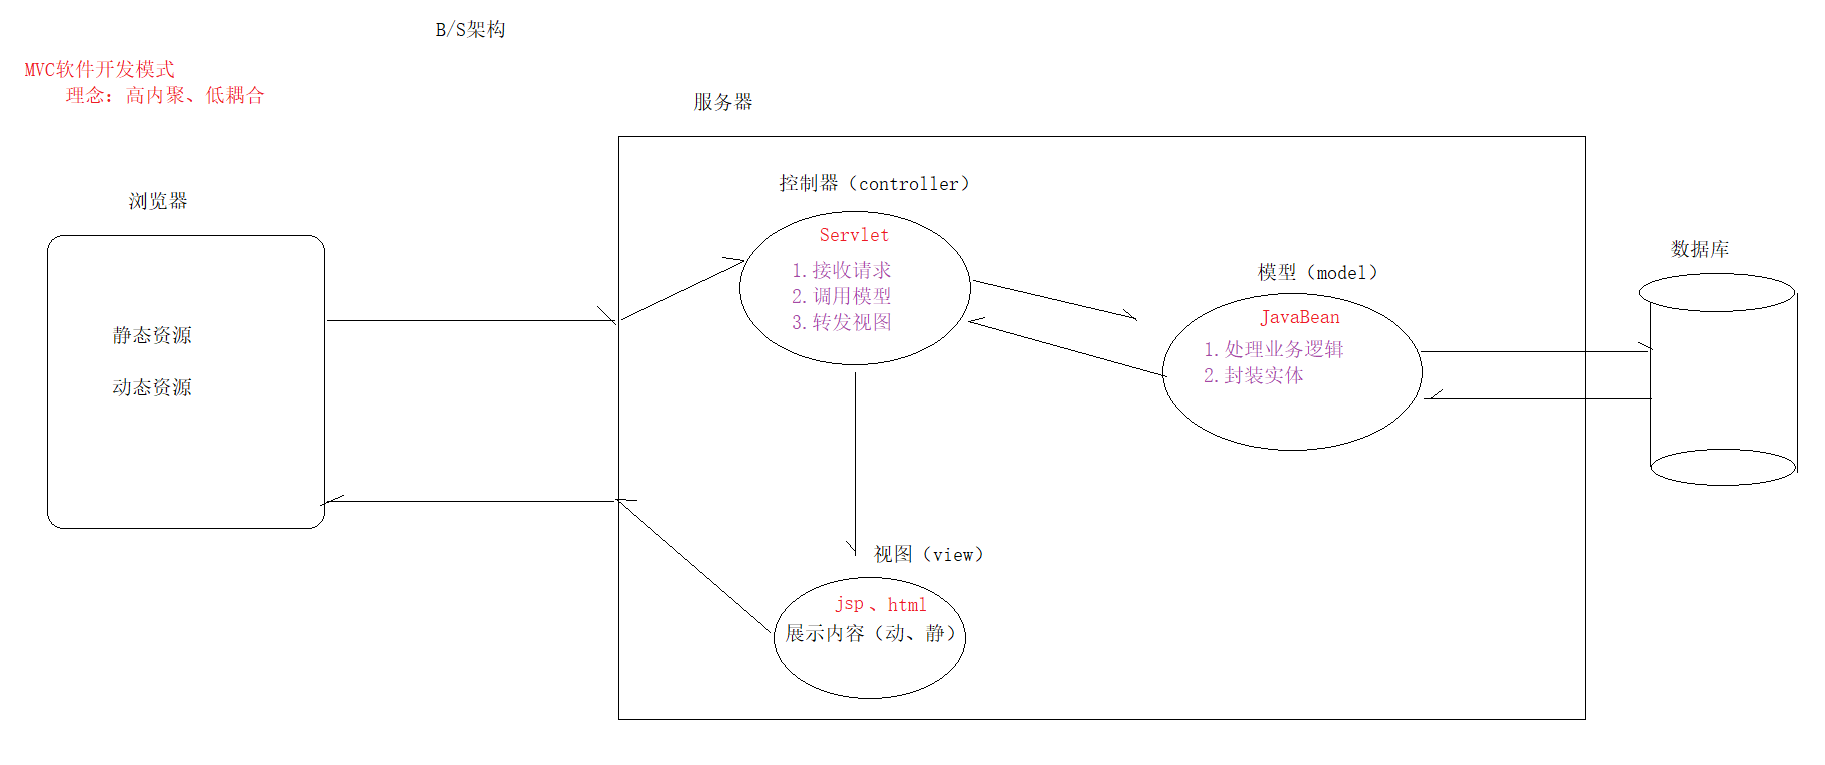 B/S架构
MVC软件开发模式
理念：高内聚、低耦合
服务器
浏览器
静态资源
动态资源
控制器（controller）
Servlet
1.接收请求
2.调用模型
3.转发视图
模型（model）
JavaBean
1.处理业务逻辑
2.封装实体
数据库
视图（view）
jsp、html
展示内容（动、静）